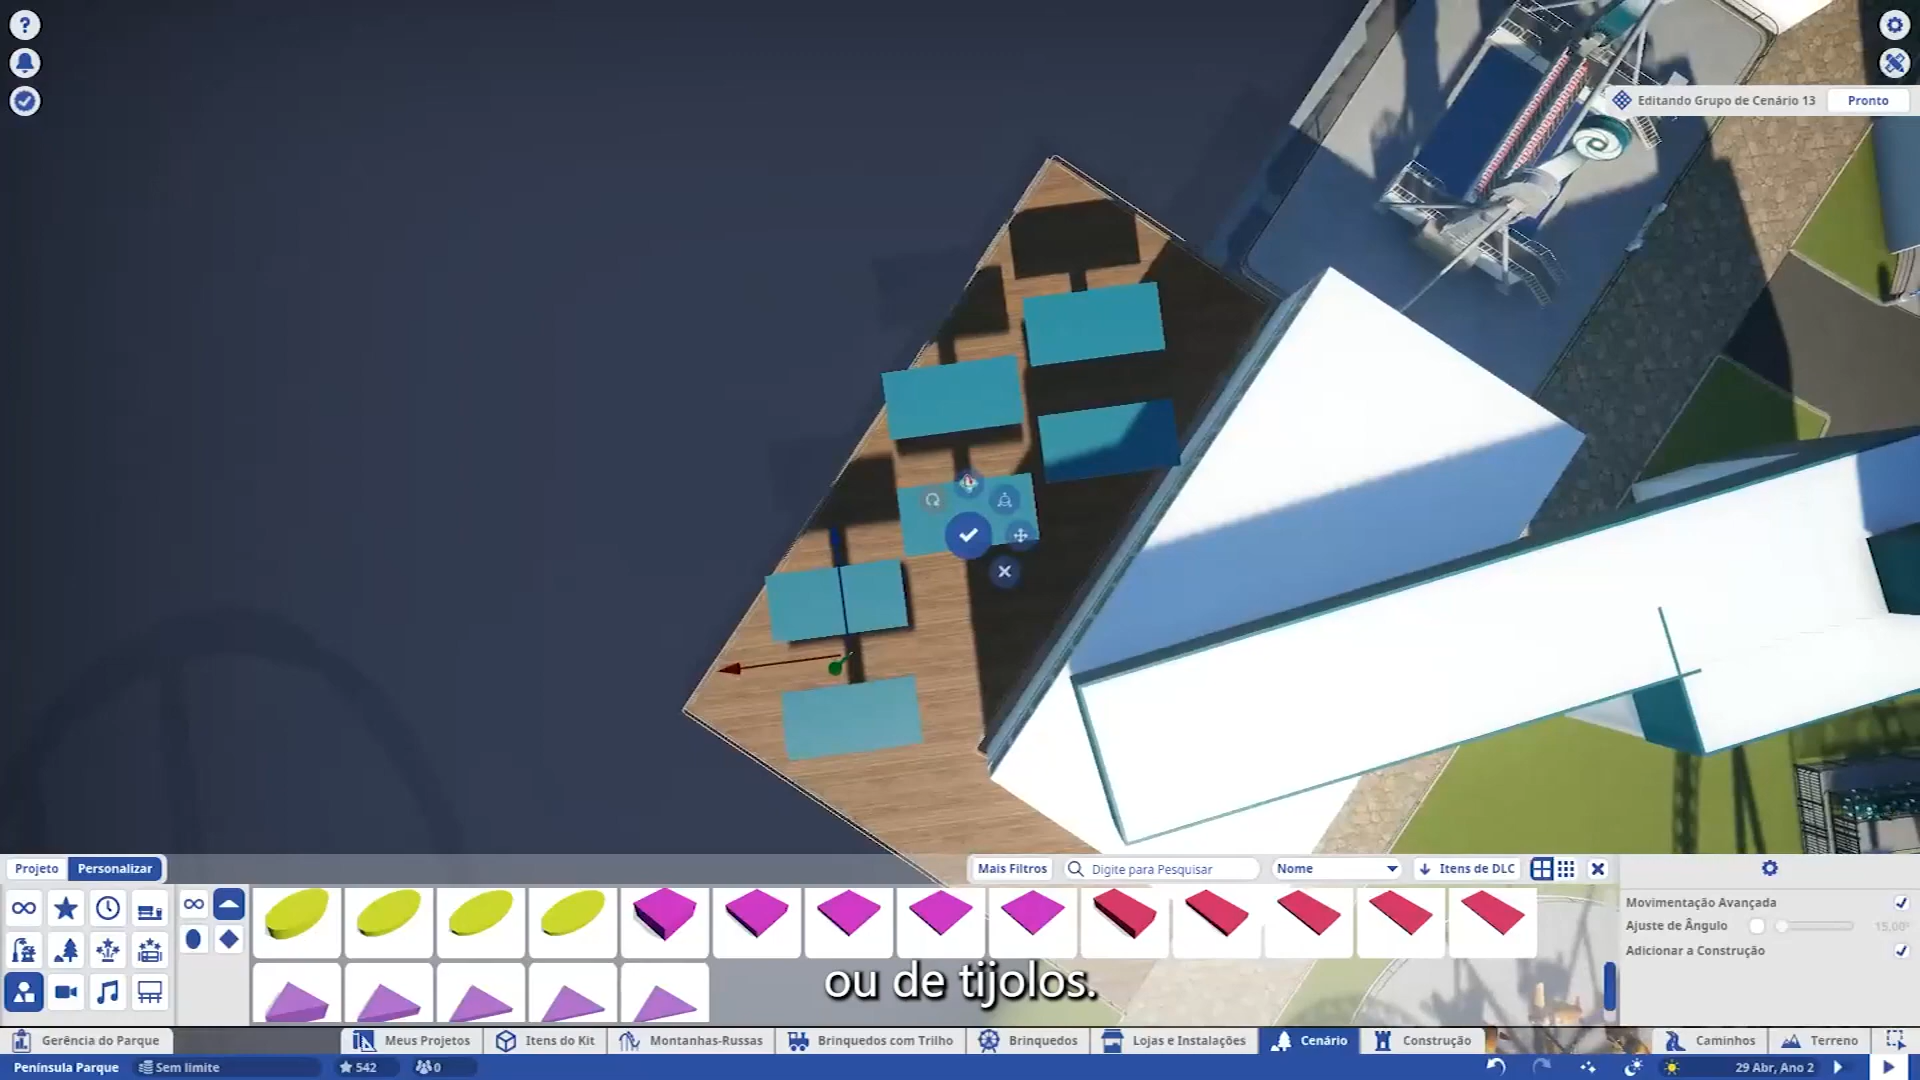 Editando Grupo de Cenário 13
Pronto
Projeto
Personalizar
Mais Filtros
Digite para Pesquisar
Nome
Itens de DLC
Movimentação Avançada
Ajuste de Ângulo
15.00°
Adicionar a Construção
ou de tijolos.
Gerência do Parque
Meus Projetos
Itens do Kit
Montanhas-Russas
Brinquedos com Trilho
Brinquedos
Lojas e Instalações
Cenário
Construção
Caminhos
Terreno
Península Parque
Sem limite
542
0
29 Abr, Ano 2